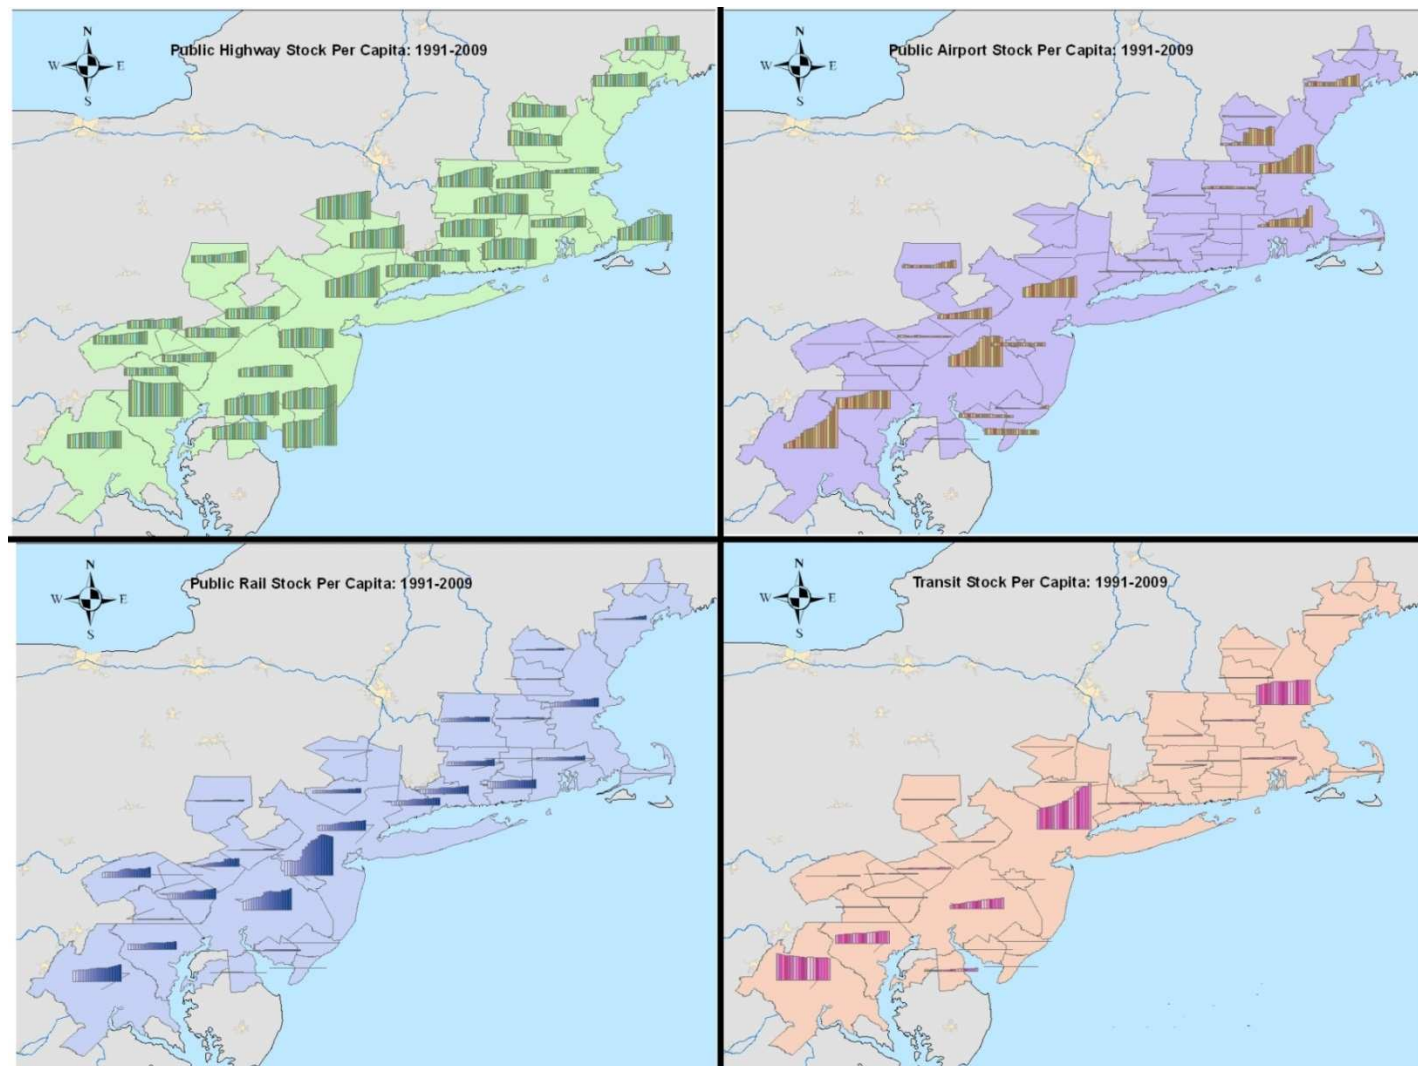 Public Highway Stock Per Capita: 1991-2009
N
W E
S
Public Airport Stock Per Capita: 1991-2009
N
W E
S
Public Rail Stock Per Capita: 1991-2009
N
W E
S
Transit Stock Per Capita: 1991-2009
N
W E
S